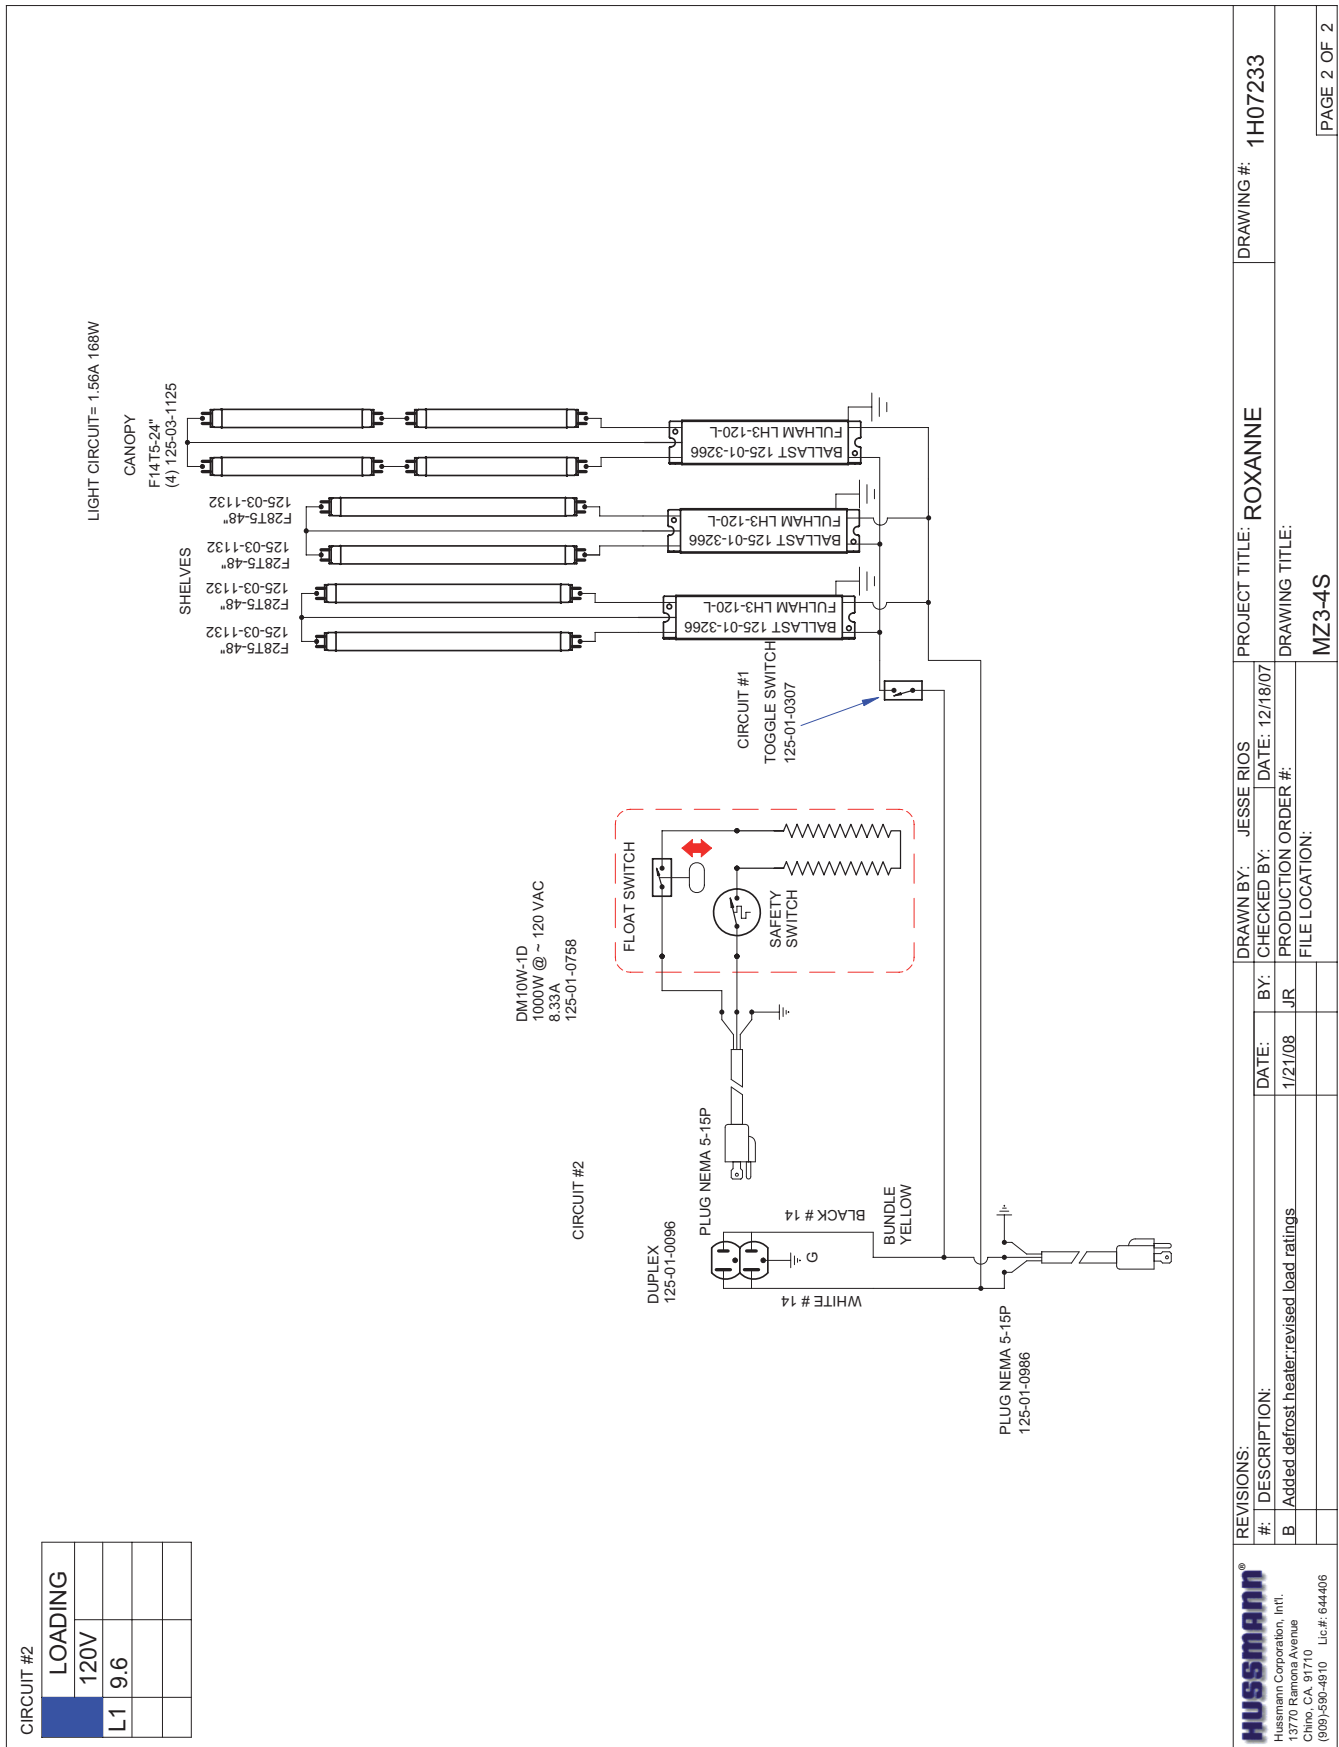 CIRCUIT #2
LOADING
120V
L1 9.6
LIGHT CIRCUIT= 1.56A 168W
CANOPY
F14T5-24"
(4) 125-03-1125
SHELVES
F28T5-48"
125-03-1132
F28T5-48"
125-03-1132
F28T5-48"
125-03-1132
F28T5-48"
125-03-1132
BALLAST 125-01-3266
FULHAM LH3-120-L
BALLAST 125-01-3266
FULHAM LH3-120-L
BALLAST 125-01-3266
FULHAM LH3-120-L
CIRCUIT #1
TOGGLE SWITCH
125-01-0307
DM10W-1D
1000W @ ~ 120 VAC
8.33A
125-01-0758
FLOAT SWITCH
SAFETY
SWITCH
CIRCUIT #2
PLUG NEMA 5-15P
DUPLEX
125-01-0096
G
BLACK # 14
WHITE # 14
BUNDLE
YELLOW
PLUG NEMA 5-15P
125-01-0986
HUSSMANN®
Hussmann Corporation, Int'l.
13770 Ramona Avenue
Chino, CA. 91710
(909)-590-4910 Lic.#: 644406
REVISIONS:
#: DESCRIPTION: DATE: BY:
B Added defrost heater;revised load ratings 1/21/08 JR
DRAWN BY: JESSE RIOS
CHECKED BY: DATE: 12/18/07
PRODUCTION ORDER #:
FILE LOCATION:
PROJECT TITLE: ROXANNE
DRAWING TITLE:
MZ3-4S
DRAWING #: 1H07233
PAGE 2 OF 2